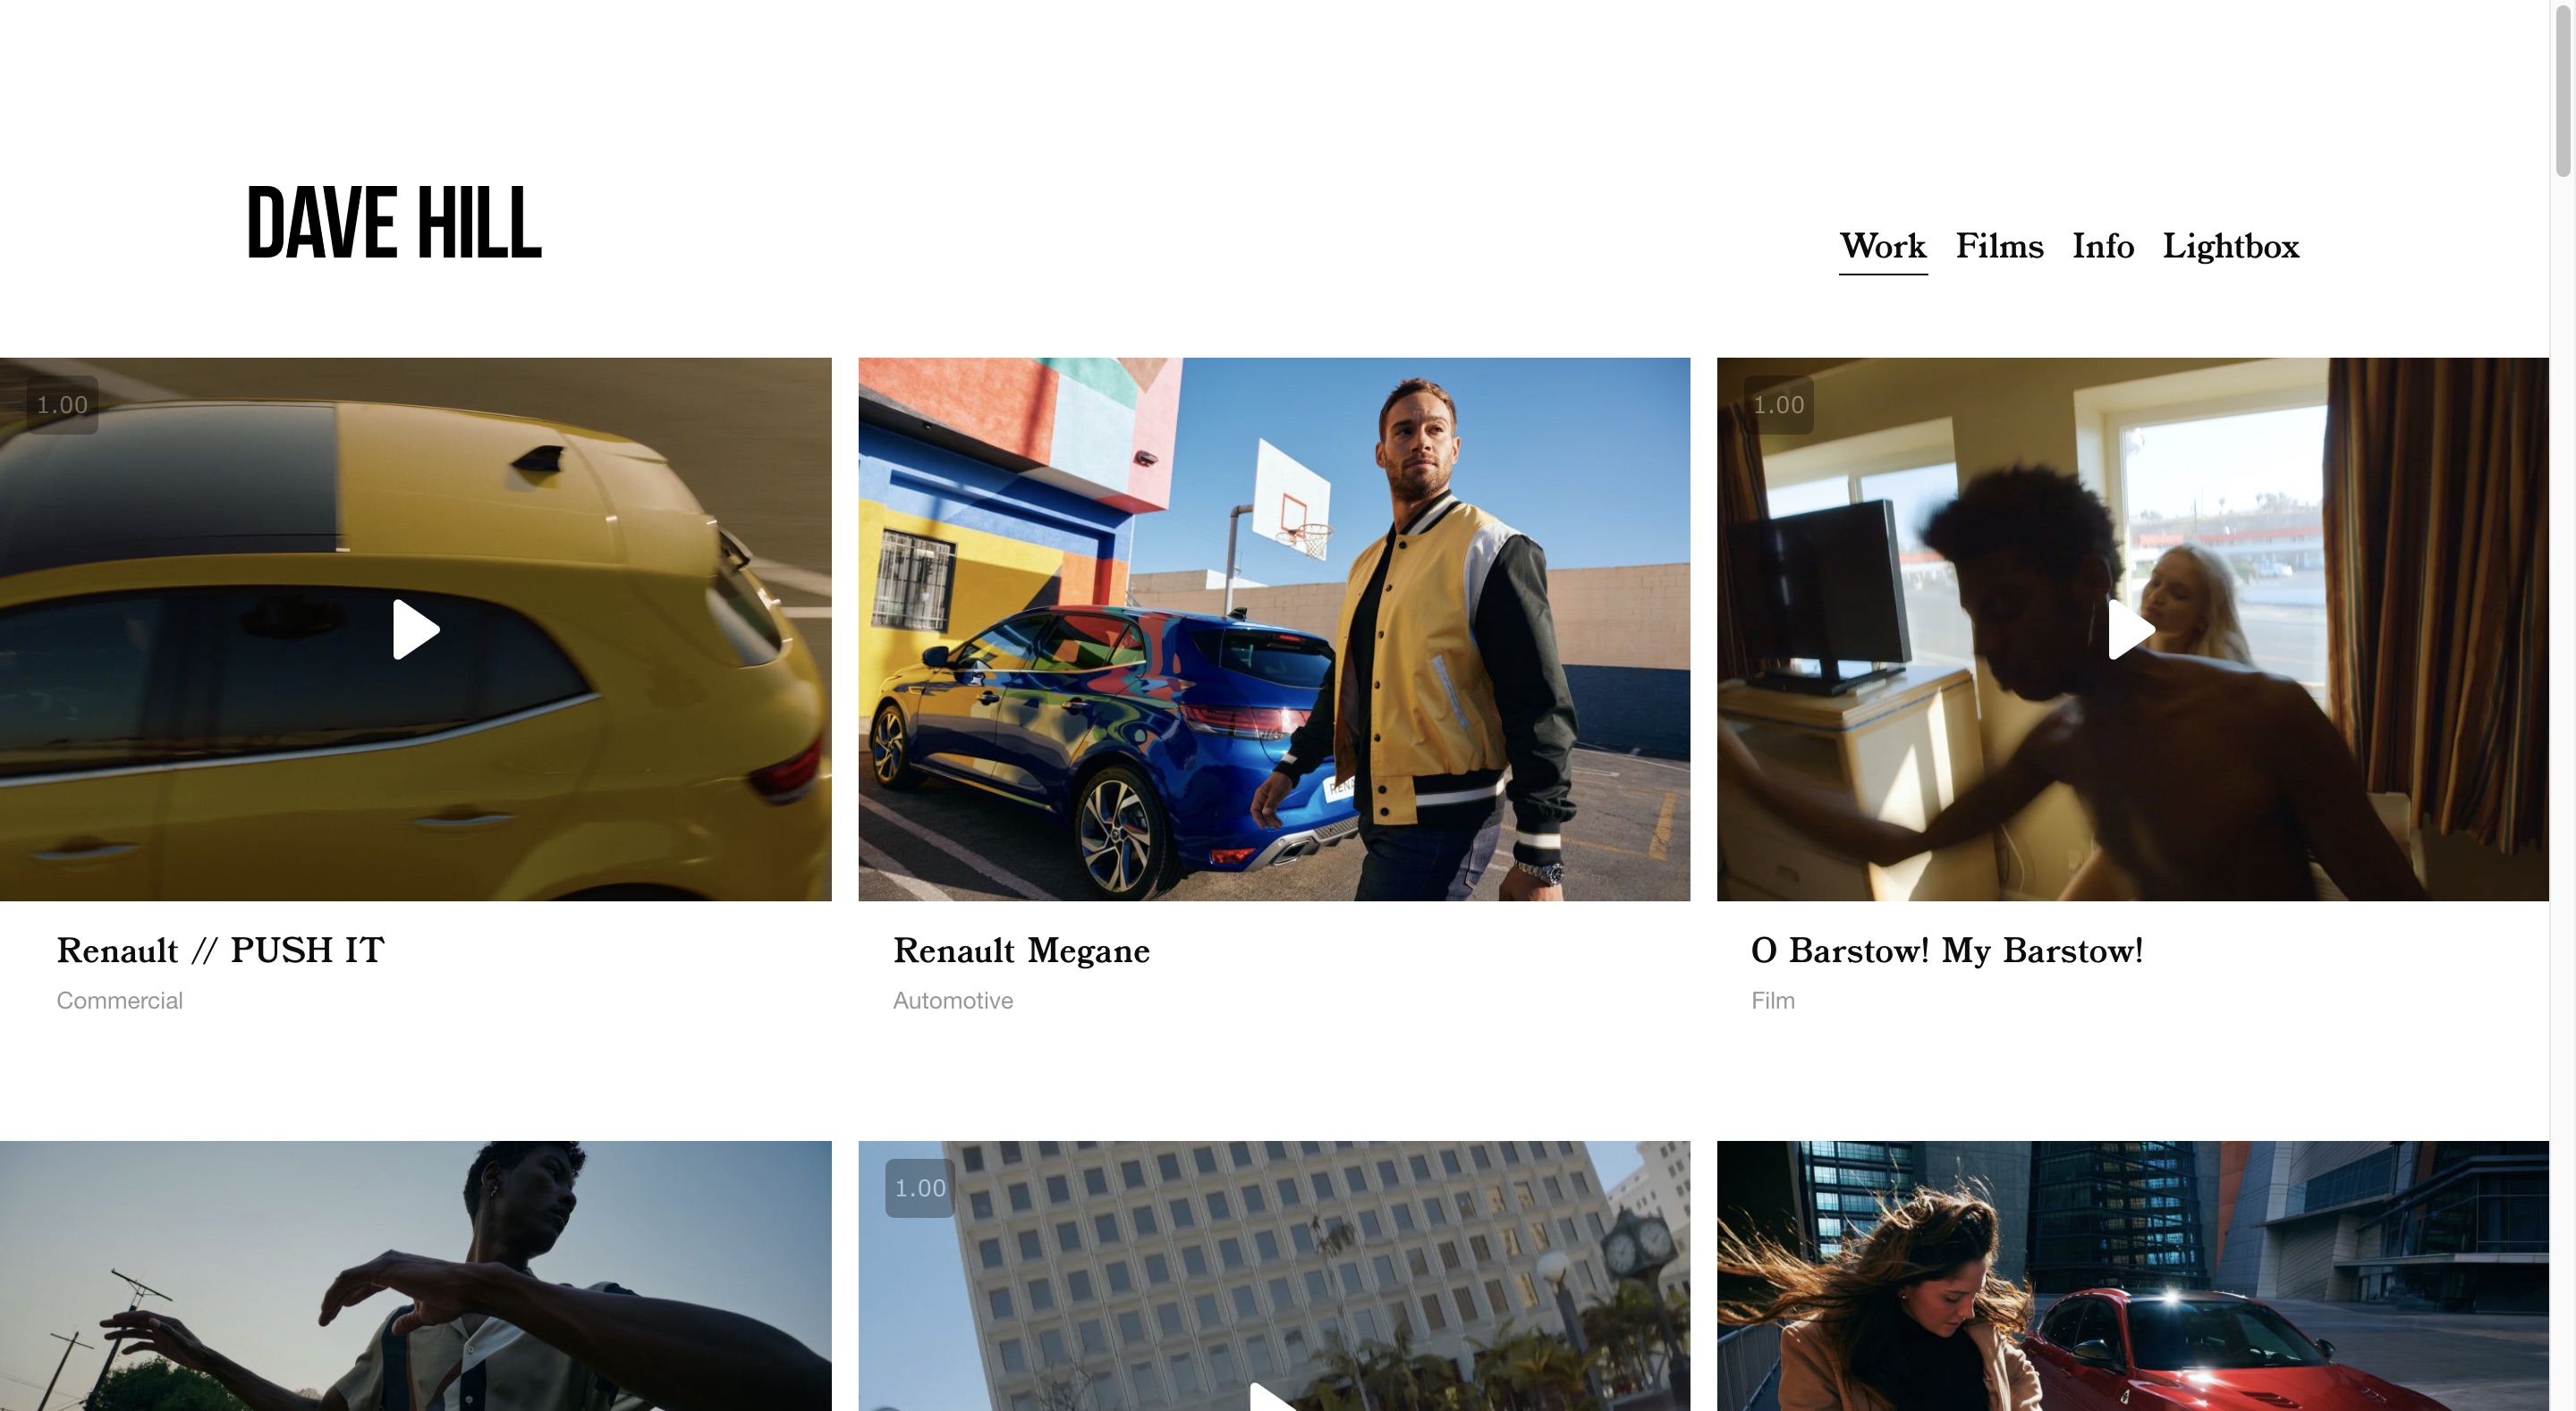 DAVE HILL
Work Films Info Lightbox
1.00
1.00
Renault // PUSH IT
Renault Megane
O Barstow! My Barstow!
Commercial
Automotive
Film
1.00